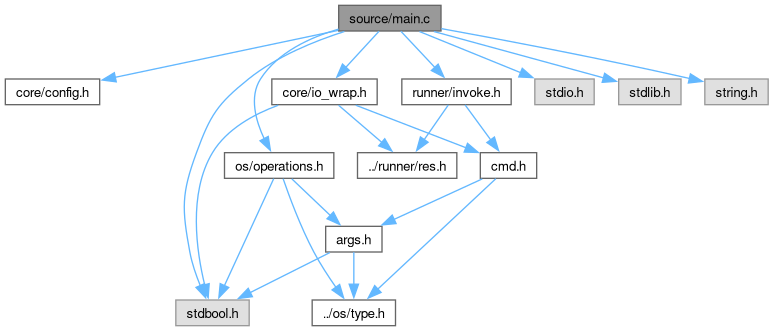 source/main.c
core/config.h
core/io_wrap.h
runner/invoke.h
stdio.h
stdlib.h
string.h
os/operations.h
../runner/res.h
cmd.h
args.h
stdbool.h
../os/type.h